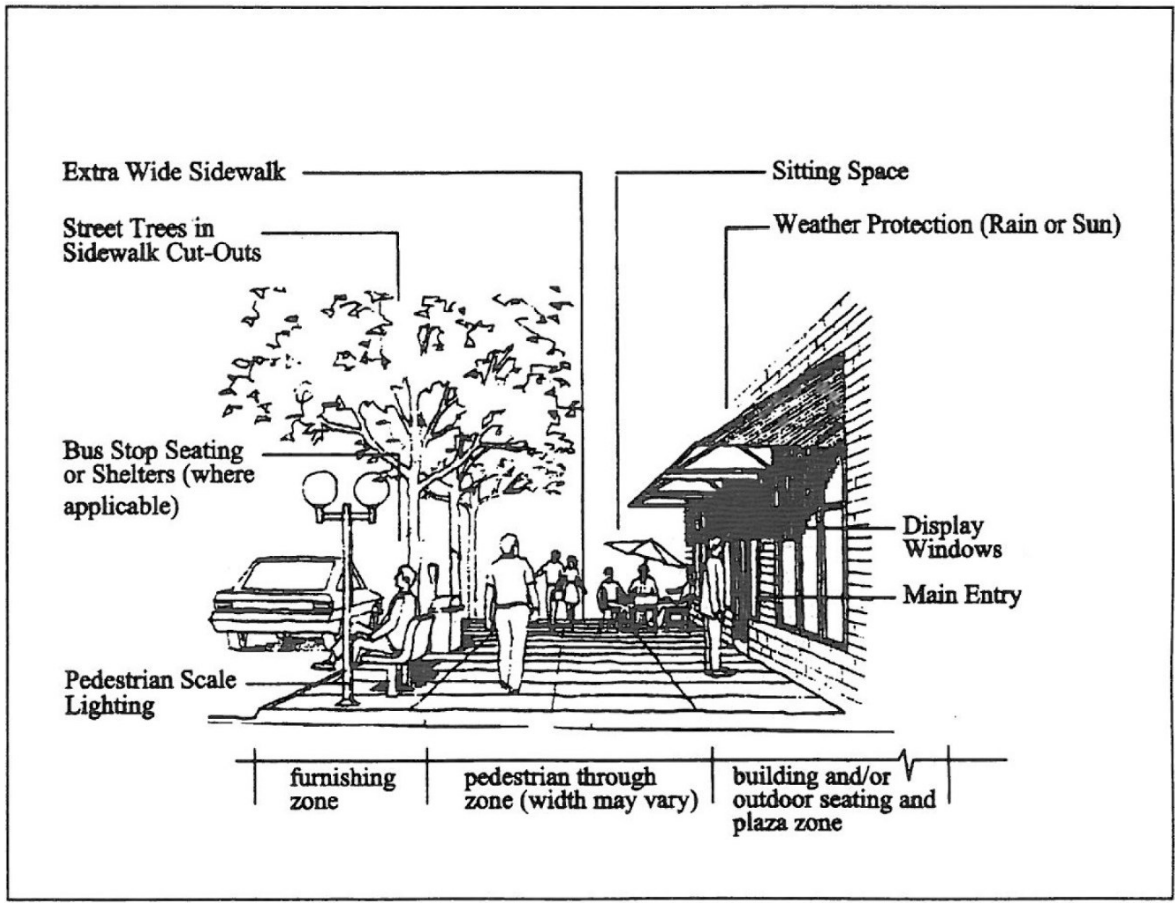 Extra Wide Sidewalk
Sitting Space
Street Trees in
Sidewalk Cut-Outs
Weather Protection (Rain or Sun)
Bus Stop Seating
or Shelters (where
applicable)
Display
Windows
Main Entry
Pedestrian Scale
Lighting
furnishing
zone
pedestrian through
zone (width may vary)
building and/or
outdoor seating and
plaza zone